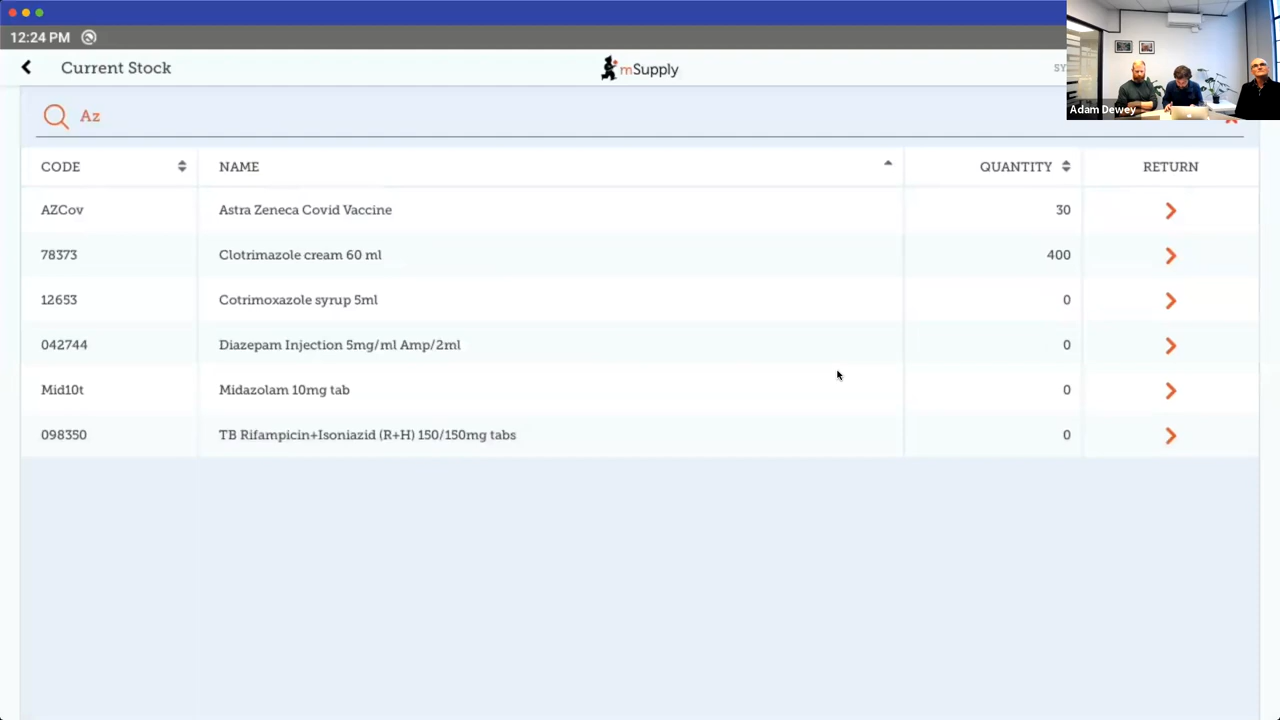 12:24 PM
Current Stock
mSupply
SY
Adam Dewey
Az
CODE NAME QUANTITY RETURN
AZCov Astra Zeneca Covid Vaccine 30
78373 Clotrimazole cream 60 ml 400
12653 Cotrimoxazole syrup 5ml 0
042744 Diazepam Injection 5mg/ml Amp/2ml 0
Mid10t Midazolam 10mg tab 0
098350 TB Rifampicin+Isoniazid (R+H) 150/150mg tabs 0